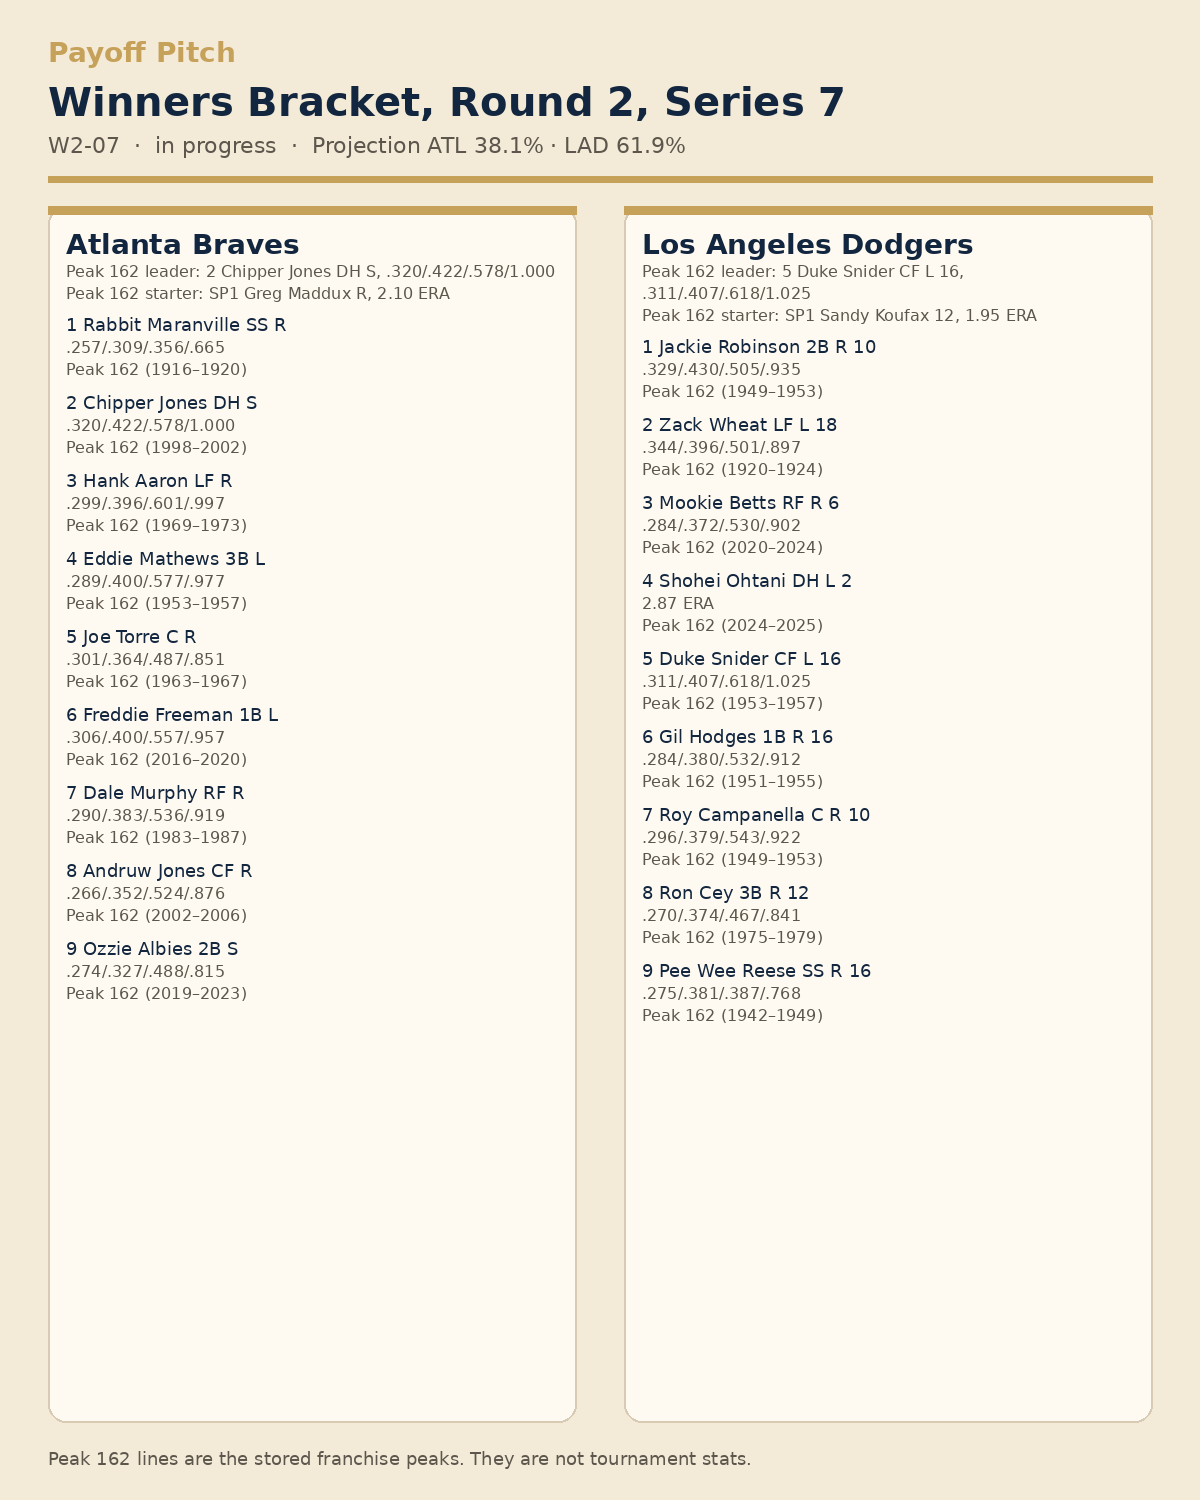 Payoff Pitch
Winners Bracket, Round 2, Series 7
W2-07 · in progress · Projection ATL 38.1% · LAD 61.9%
Atlanta Braves
Peak 162 leader: 2 Chipper Jones DH S, .320/.422/.578/1.000
Peak 162 starter: SP1 Greg Maddux R, 2.10 ERA
1 Rabbit Maranville SS R
.257/.309/.356/.665
Peak 162 (1916–1920)
2 Chipper Jones DH S
.320/.422/.578/1.000
Peak 162 (1998–2002)
3 Hank Aaron LF R
.299/.396/.601/.997
Peak 162 (1969–1973)
4 Eddie Mathews 3B L
.289/.400/.577/.977
Peak 162 (1953–1957)
5 Joe Torre C R
.301/.364/.487/.851
Peak 162 (1963–1967)
6 Freddie Freeman 1B L
.306/.400/.557/.957
Peak 162 (2016–2020)
7 Dale Murphy RF R
.290/.383/.536/.919
Peak 162 (1983–1987)
8 Andruw Jones CF R
.266/.352/.524/.876
Peak 162 (2002–2006)
9 Ozzie Albies 2B S
.274/.327/.488/.815
Peak 162 (2019–2023)
Los Angeles Dodgers
Peak 162 leader: 5 Duke Snider CF L 16,
.311/.407/.618/1.025
Peak 162 starter: SP1 Sandy Koufax 12, 1.95 ERA
1 Jackie Robinson 2B R 10
.329/.430/.505/.935
Peak 162 (1949–1953)
2 Zack Wheat LF L 18
.344/.396/.501/.897
Peak 162 (1920–1924)
3 Mookie Betts RF R 6
.284/.372/.530/.902
Peak 162 (2020–2024)
4 Shohei Ohtani DH L 2
2.87 ERA
Peak 162 (2024–2025)
5 Duke Snider CF L 16
.311/.407/.618/1.025
Peak 162 (1953–1957)
6 Gil Hodges 1B R 16
.284/.380/.532/.912
Peak 162 (1951–1955)
7 Roy Campanella C R 10
.296/.379/.543/.922
Peak 162 (1949–1953)
8 Ron Cey 3B R 12
.270/.374/.467/.841
Peak 162 (1975–1979)
9 Pee Wee Reese SS R 16
.275/.381/.387/.768
Peak 162 (1942–1949)
Peak 162 lines are the stored franchise peaks. They are not tournament stats.